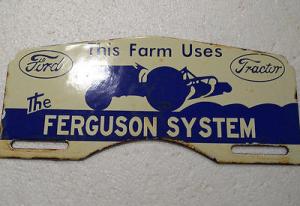 This Farm Uses
Ford Tractor
The
FERGUSON SYSTEM